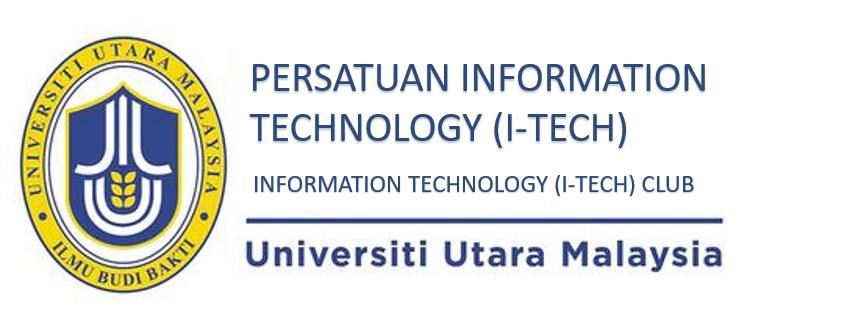 UNIVERSITI UTARA MALAYSIA
ILMU BUDI BAKTI
PERSATUAN INFORMATION
TECHNOLOGY (I-TECH)
INFORMATION TECHNOLOGY (I-TECH) CLUB
Universiti Utara Malaysia